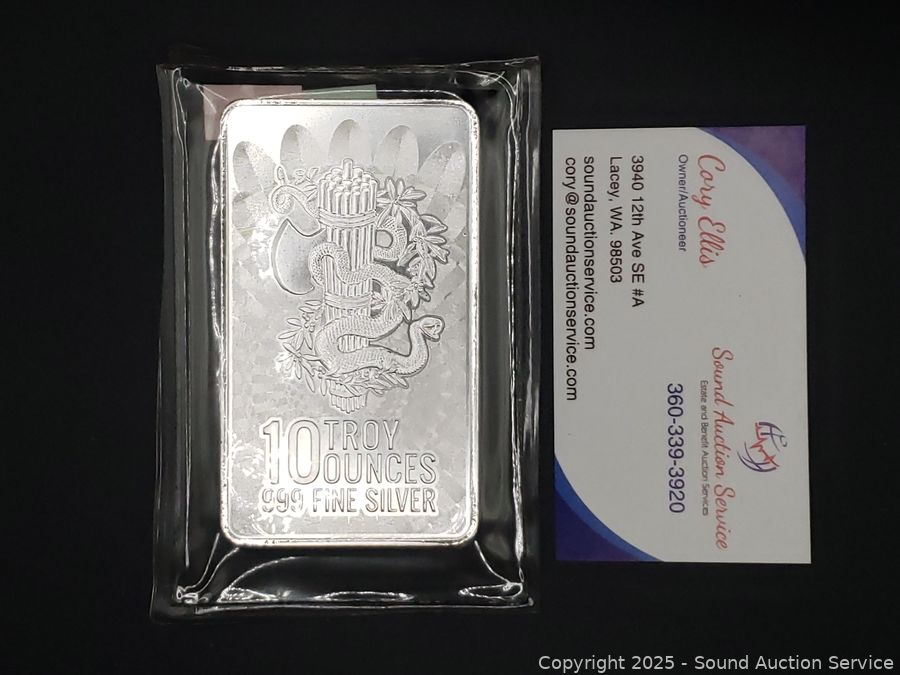 10 TROY
OUNCES
999 FINE SILVER
Cory Ellis
Owner/Auctioneer
3940 12th Ave SE #A
Lacey, WA. 98503
soundauctionservice.com
cory@soundauctionservice.com
Sound Auction Service
Estate and Benefit Auction Services
360-339-3920
Copyright 2025 - Sound Auction Service